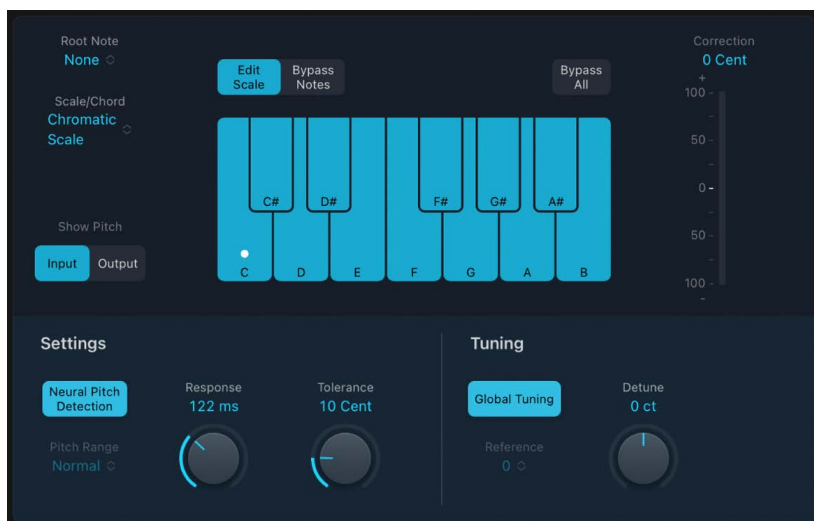 Root Note
None
Scale/Chord
Chromatic
Scale
Show Pitch
Input Output
Edit
Scale
Bypass
Notes
Bypass
All
C# D# F# G# A#
C D E F G A B
Correction
0 Cent
+
100 -
-
50 -
-
0 -
-
50 -
-
100 -
-
Settings
Neural Pitch
Detection
Pitch Range
Normal
Response
122 ms
Tolerance
10 Cent
Tuning
Global Tuning
Reference
0
Detune
0 ct